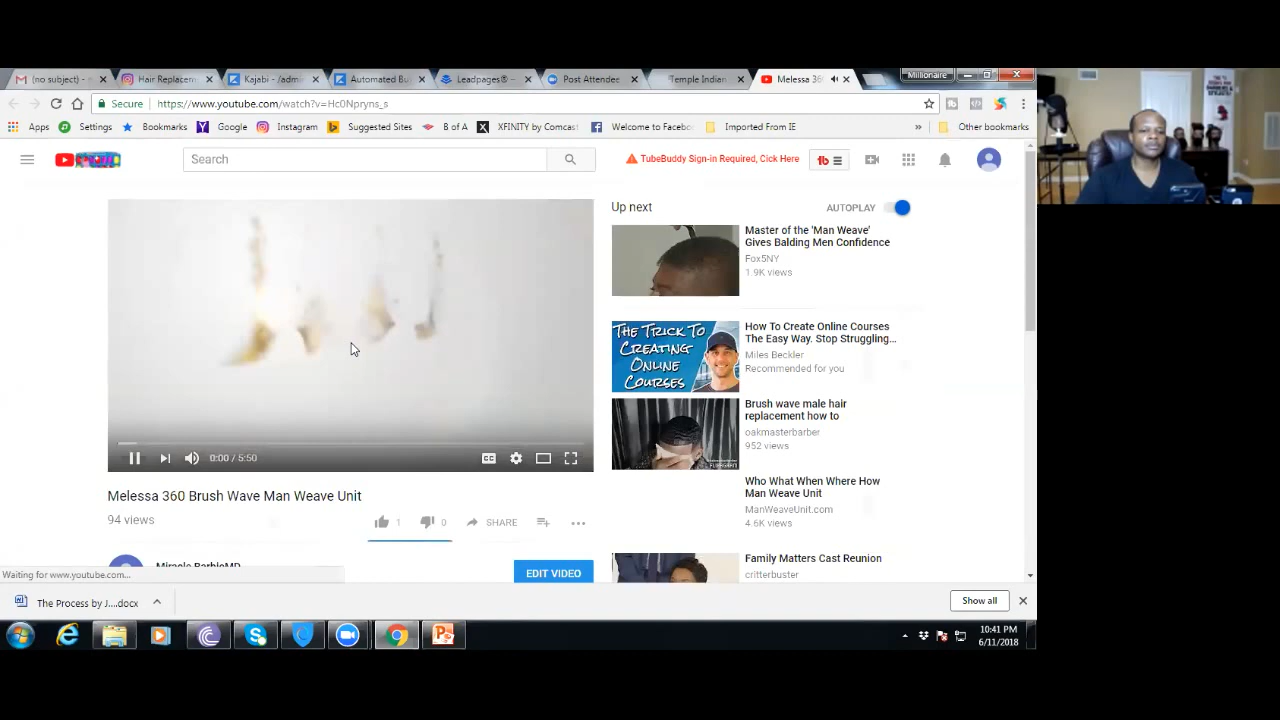 (no subject) -
Hair Replacem
Kajabi - /admi
Automated Bu
Leadpages® –
Post Attendee
Temple Indian
Melessa 36
Millionaire
Secure
https://www.youtube.com/watch?v=Hc0Npryns_s
Apps
Settings
Bookmarks
Google
Instagram
Suggested Sites
B of A
XFINITY by Comcast
Welcome to Faceboo
Imported From IE
»
Other bookmarks
Search
TubeBuddy Sign-in Required, Click Here
tb
Up next
AUTOPLAY
Master of the 'Man Weave'
Gives Balding Men Confidence
Fox5NY
1.9K views
THE TRICK TO
CREATING
ONLINE
COURSES
How To Create Online Courses
The Easy Way. Stop Struggling...
Miles Beckler
Recommended for you
Brush wave male hair
replacement how to
oakmasterbarber
952 views
Who What When Where How
Man Weave Unit
ManWeaveUnit.com
4.6K views
Family Matters Cast Reunion
critterbuster
0:00 / 5:50
CC
Melessa 360 Brush Wave Man Weave Unit
94 views
1
0
SHARE
Miracle BarbieMD
EDIT VIDEO
Waiting for www.youtube.com...
The Process by J....docx
Show all
10:41 PM
6/11/2018